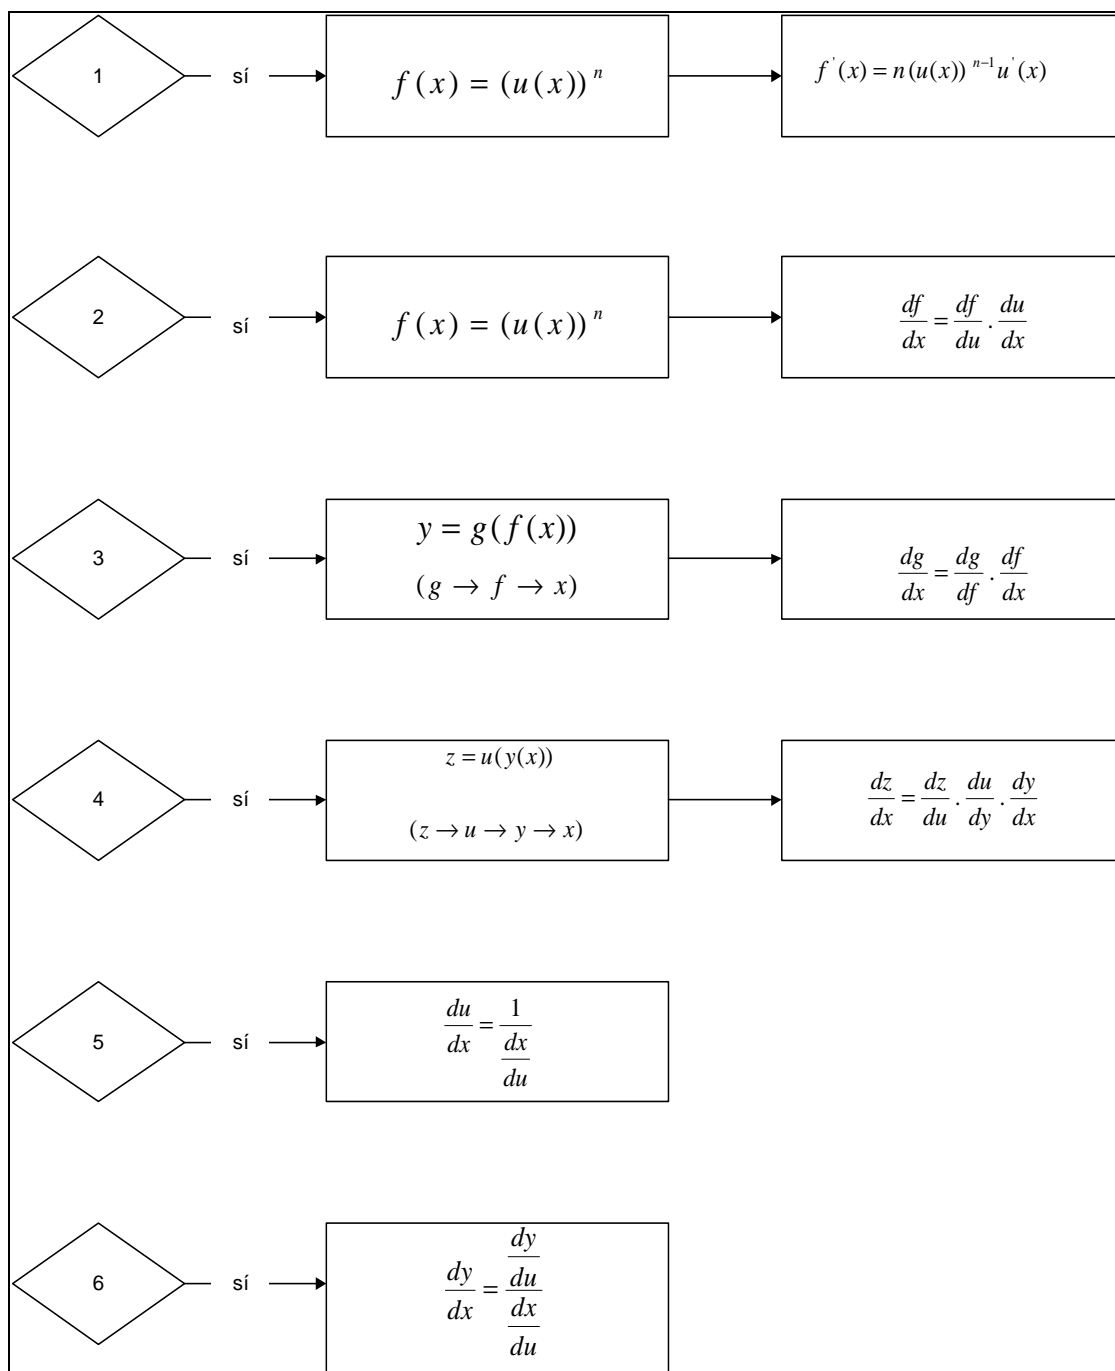 1 sí f(x) = (u(x))^n f'(x) = n(u(x))^{n-1}u'(x)
2 sí f(x) = (u(x))^n df/dx = df/du . du/dx
3 sí y = g(f(x))
(g → f → x) dg/dx = dg/df . df/dx
4 sí z = u(y(x))
(z → u → y → x) dz/dx = dz/du . du/dy . dy/dx
5 sí du/dx = 1/(dx/du)
6 sí dy/dx = (dy/du)/(dx/du)